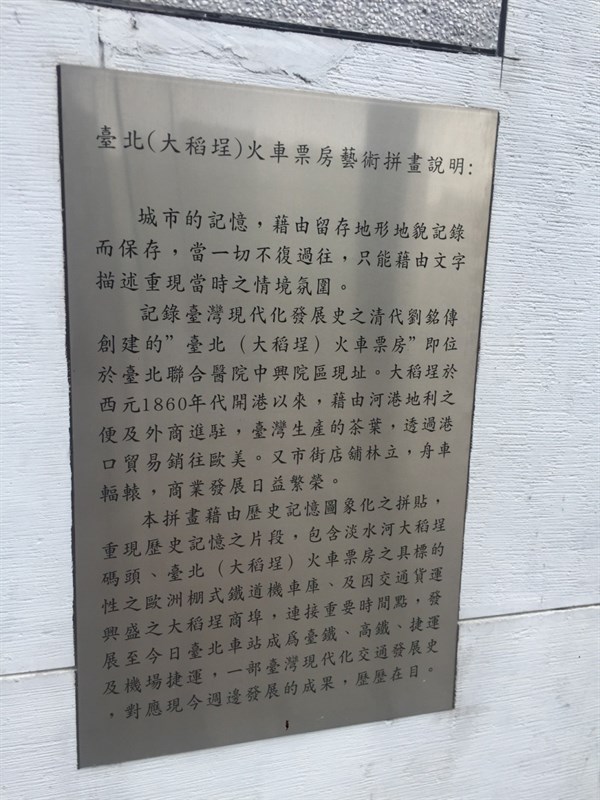 臺北(大稻埕)火車票房藝術拼畫說明:
城市的記憶，藉由留存地形地貌記錄
而保存，當一切不復過往，只能藉由文字
描述重現當時之情境氛圍。
記錄臺灣現代化發展史之清代劉銘傳
創建的”臺北（大稻埕）火車票房”即位
於臺北聯合醫院中興院區現址。大稻埕於
西元1860年代開港以來，藉由河港地利之
便及外商進駐，臺灣生產的茶葉，透過港
口貿易銷往歐美。又市街店舖林立，舟車
輻輳，商業發展日益繁榮。
本拼畫藉由歷史記憶圖象化之拼貼，
重現歷史記憶之片段，包含淡水河大稻埕
碼頭、臺北（大稻埕）火車票房之具標的
性之歐洲棚式鐵道機車庫、及因交通貨運
興盛之大稻埕商埠，連接重要時間點，發
展至今日臺北車站成為臺鐵、高鐵、捷運
及機場捷運，一部臺灣現代化交通發展史
，對應現今週邊發展的成果，歷歷在目。